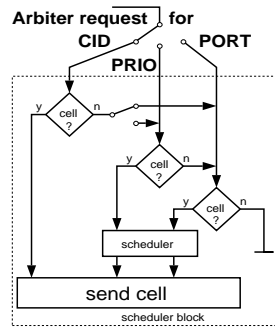 Arbiter request for
CID
PORT
PRIO
y
cell
?
n
y
cell
?
n
y
cell
?
n
scheduler
send cell
scheduler block